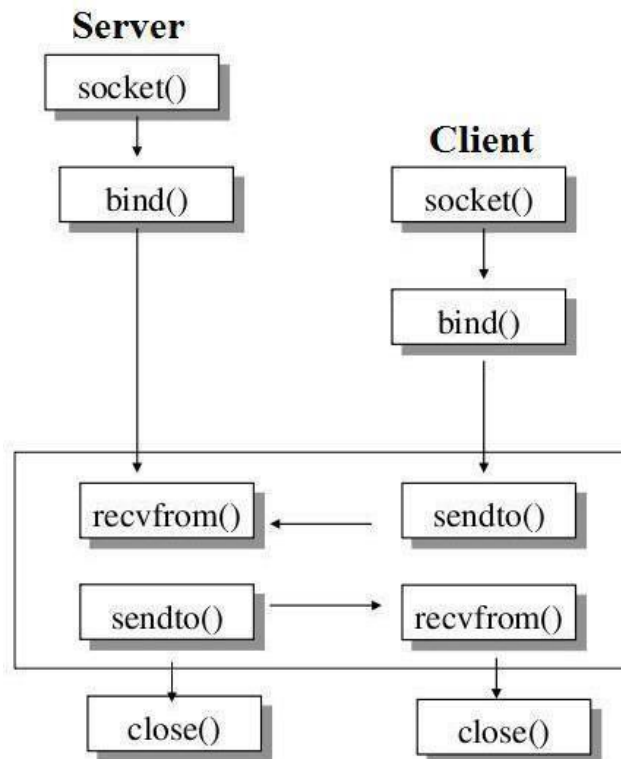 Server
socket()
bind()
Client
socket()
bind()
recvfrom()
sendto()
sendto()
recvfrom()
close()
close()